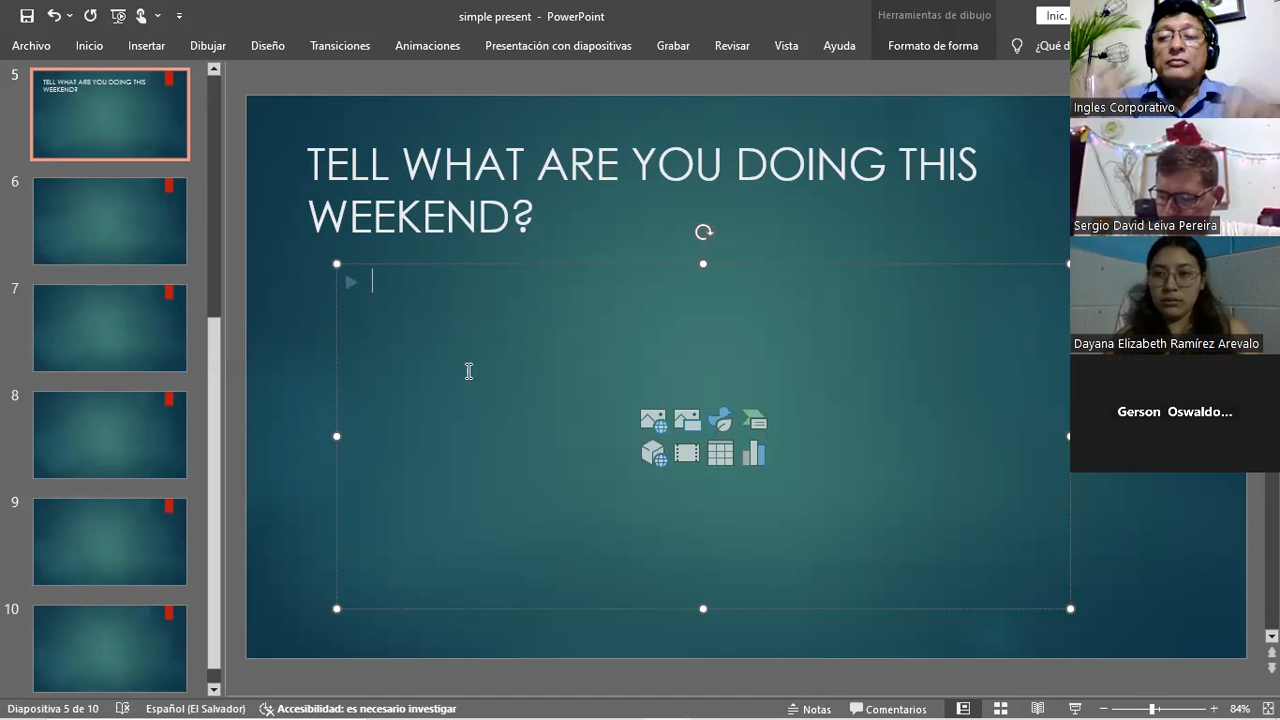 simple present - PowerPoint
Herramientas de dibujo
Inic.
Archivo Inicio Insertar Dibujar Diseño Transiciones Animaciones Presentación con diapositivas Grabar Revisar Vista Ayuda Formato de forma ¿Qué d
5
TELL WHAT ARE YOU DOING THIS
WEEKEND?
6
7
8
9
10
TELL WHAT ARE YOU DOING THIS
WEEKEND?
Ingles Corporativo
Sergio David Leiva Pereira
Dayana Elizabeth Ramírez Arevalo
Gerson Oswaldo...
Diapositiva 5 de 10 Español (El Salvador) Accesibilidad: es necesario investigar Notas Comentarios 84%